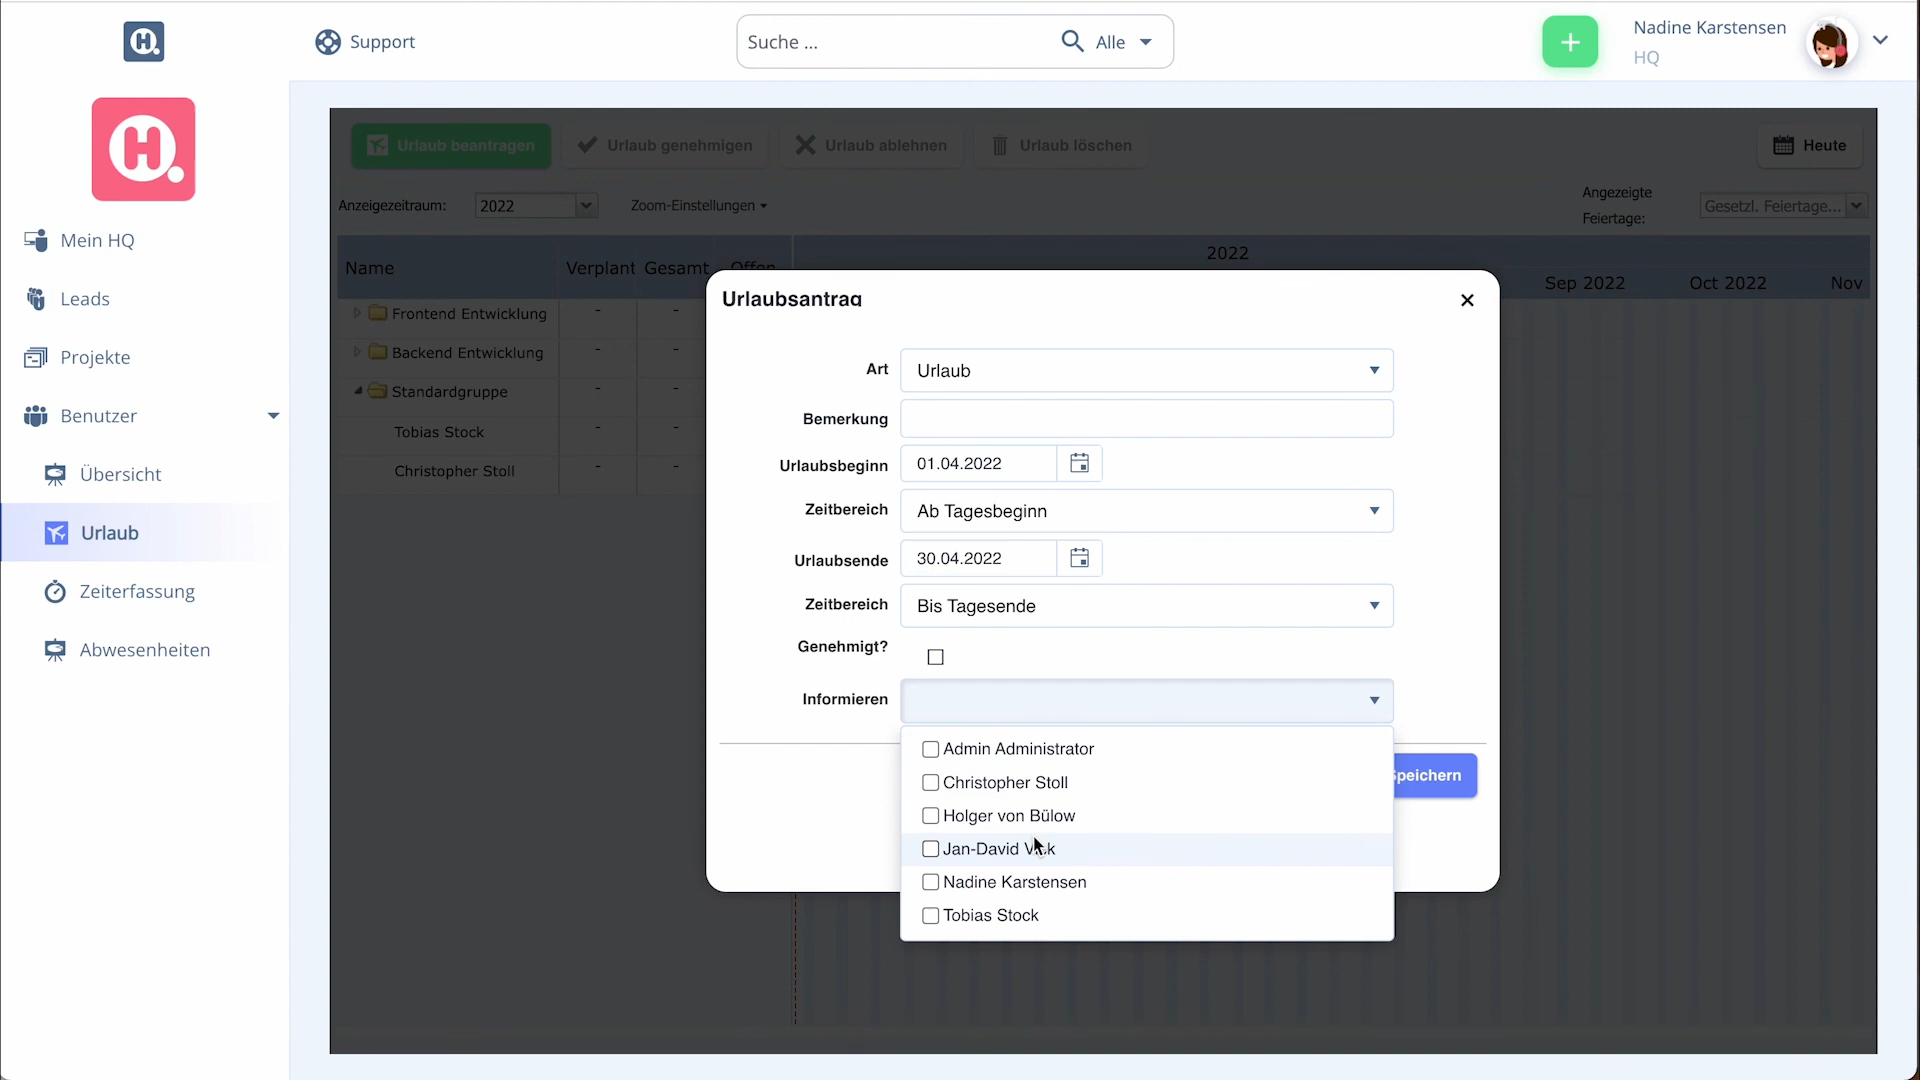 Support
Suche ...
Alle
Nadine Karstensen
HQ
Mein HQ
Leads
Projekte
Benutzer
Übersicht
Urlaub
Zeiterfassung
Abwesenheiten
Urlaub beantragen
Urlaub genehmigen
Urlaub ablehnen
Urlaub löschen
Heute
Anzeigezeitraum:
2022
Zoom-Einstellungen
Angezeigte
Feiertage:
Gesetzl. Feiertage...
Name
Verplant
Gesamt
Offen
2022
Sep 2022
Oct 2022
Nov
Frontend Entwicklung
-
-
Backend Entwicklung
-
-
Standardgruppe
-
-
Tobias Stock
-
-
Christopher Stoll
-
-
Urlaubsantrag
Art
Urlaub
Bemerkung
Urlaubsbeginn
01.04.2022
Zeitbereich
Ab Tagesbeginn
Urlaubsende
30.04.2022
Zeitbereich
Bis Tagesende
Genehmigt?
Informieren
Admin Administrator
Christopher Stoll
Holger von Bülow
Jan-David
Nadine Karstensen
Tobias Stock
Speichern